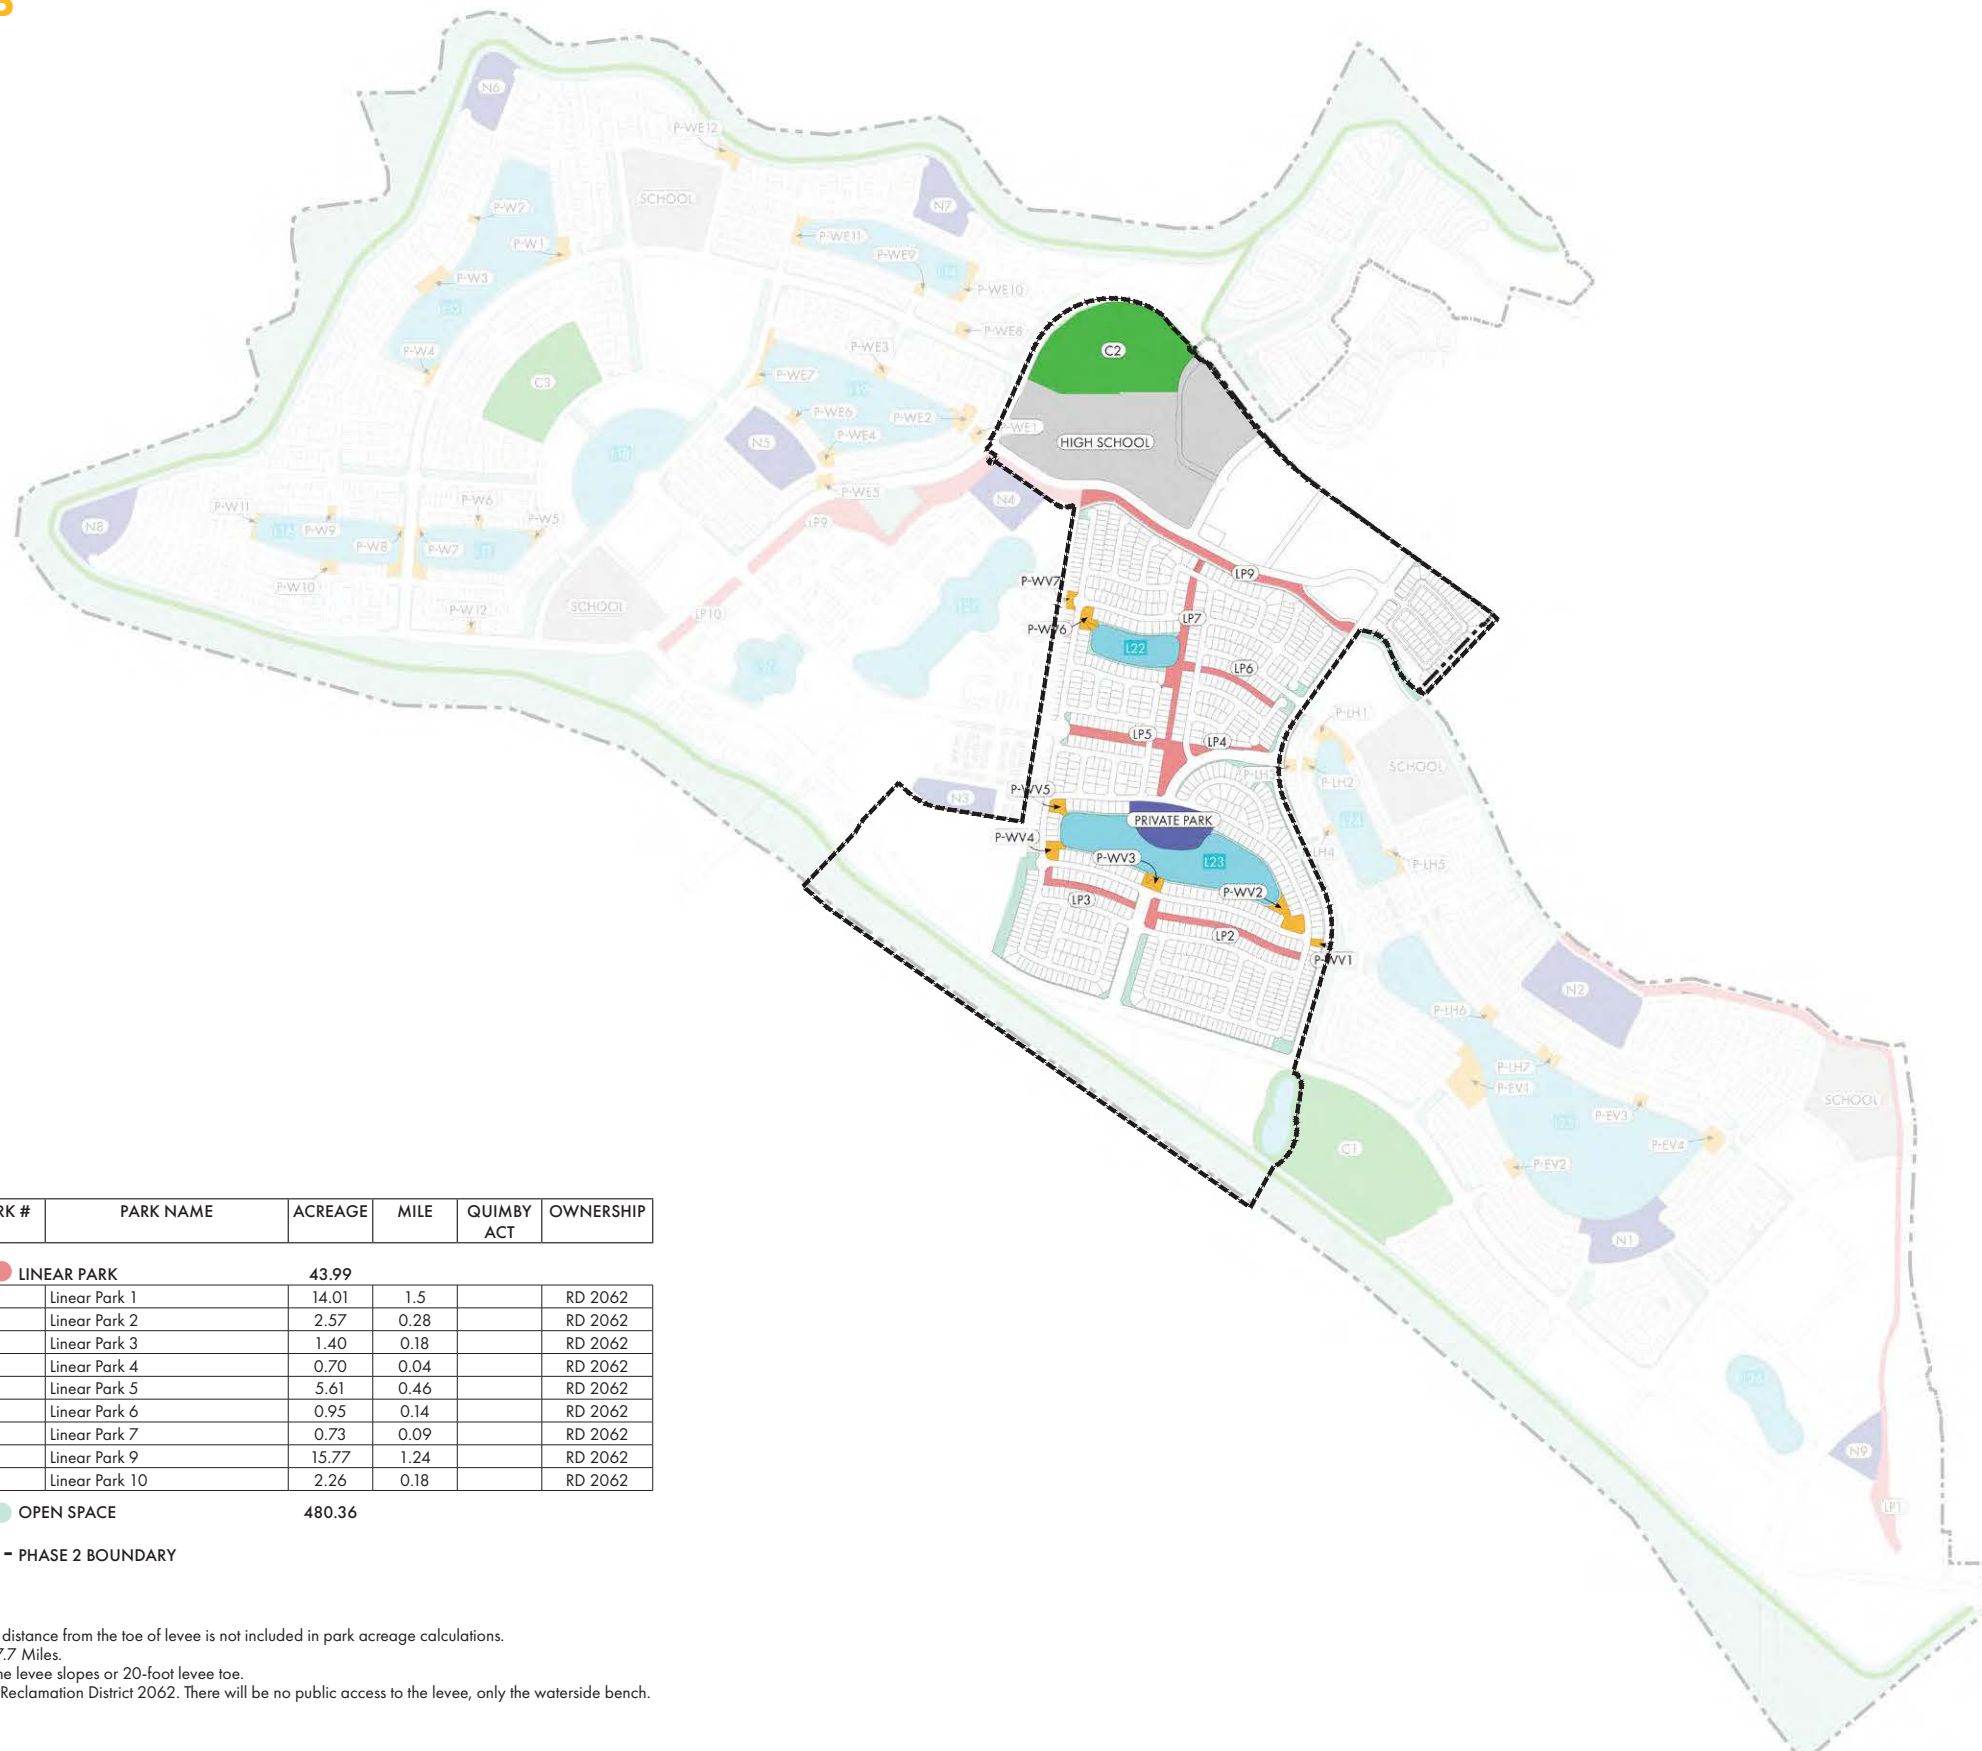 N6
P-WE12
SCHOOL
N7
P-W2
P-W1
P-WE11
P-WE9
P-W3
P-WE10
P-WE8
P-W4
P-WE3
C2
C3
P-WE7
P-WE6
P-WE2
P-WE1
N5
P-WE4
HIGH SCHOOL
L18
P-WE5
N4
P-W6
P-W11
P-W9
P-W5
N8
LP9
P-W8
P-W7
P-W10
SCHOOL
P-W12
LP10
P-WV7
LP9
LP7
P-WV6
L22
LP6
LP5
LP4
P-LH1
P-LH3
SCHOOL
P-LH2
N3
P-WV5
PRIVATE PARK
P-WV4
P-WV3
L23
LH4
P-LH5
P-WV2
LP3
LP2
P-WV1
N2
P-LH6
P-LH7
P-EV1
SCHOOL
P-EV3
P-EV4
C1
P-EV2
N1
N9
LP1
RK # PARK NAME ACREAGE MILE QUIMBY ACT OWNERSHIP
LINEAR PARK 43.99
Linear Park 1 14.01 1.5 RD 2062
Linear Park 2 2.57 0.28 RD 2062
Linear Park 3 1.40 0.18 RD 2062
Linear Park 4 0.70 0.04 RD 2062
Linear Park 5 5.61 0.46 RD 2062
Linear Park 6 0.95 0.14 RD 2062
Linear Park 7 0.73 0.09 RD 2062
Linear Park 9 15.77 1.24 RD 2062
Linear Park 10 2.26 0.18 RD 2062
OPEN SPACE 480.36
PHASE 2 BOUNDARY
distance from the toe of levee is not included in park acreage calculations.
7.7 Miles.
he levee slopes or 20-foot levee toe.
Reclamation District 2062. There will be no public access to the levee, only the waterside bench.